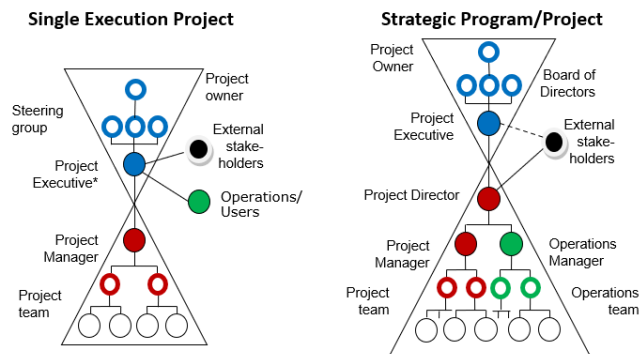 Single Execution Project
Project
owner
Steering
group
External
stake-
holders
Project
Executive*
Operations/
Users
Project
Manager
Project
team
Strategic Program/Project
Project
Owner
Board of
Directors
Project
Executive
External
stake-
holders
Project Director
Project
Manager
Operations
Manager
Project
team
Operations
team